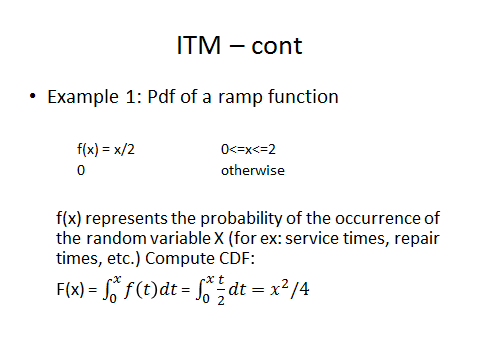 ITM – cont
• Example 1: Pdf of a ramp function
f(x) = x/2 0<=x<=2
0 otherwise
f(x) represents the probability of the occurrence of
the random variable X (for ex: service times, repair
times, etc.) Compute CDF:
F(x) = ∫₀ˣ f(t)dt = ∫₀ˣ t/2 dt = x²/4